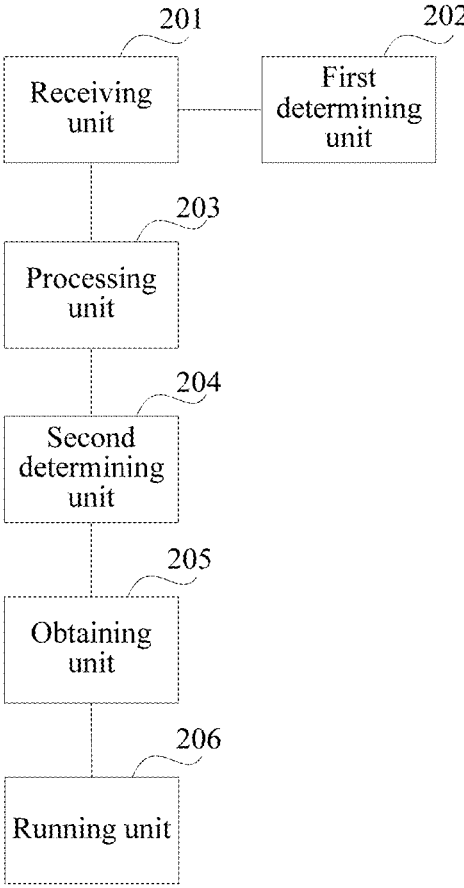 201
202
Receiving
unit
First
determining
unit
203
Processing
unit
204
Second
determining
unit
205
Obtaining
unit
206
Running unit